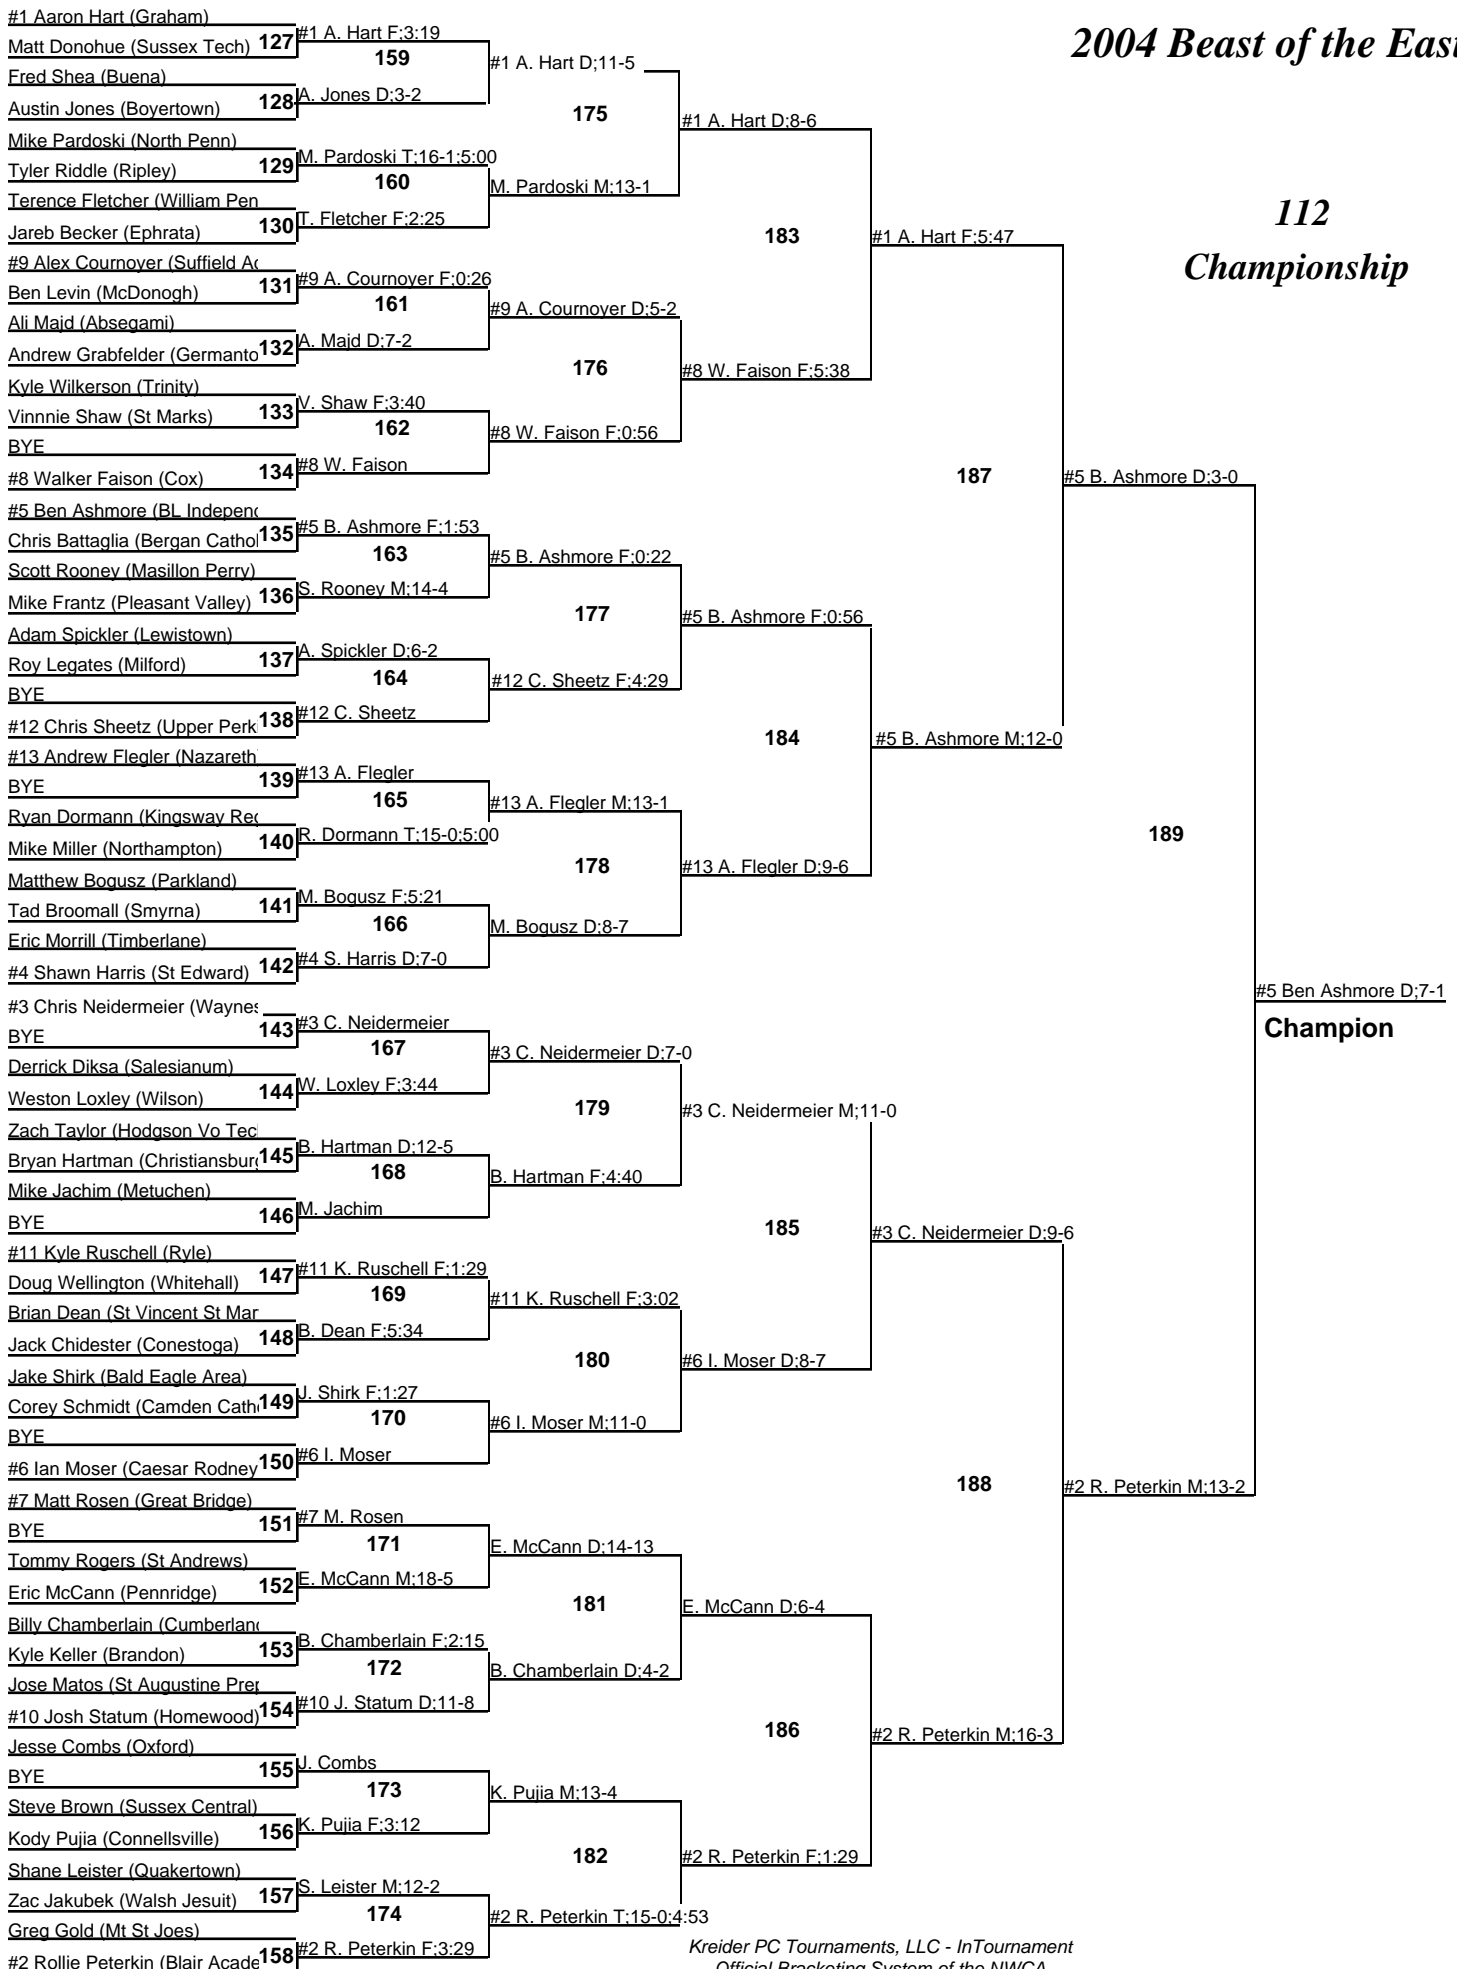 2004 Beast of the East
112
Championship
#1 Aaron Hart (Graham)
Matt Donohue (Sussex Tech) 127
Fred Shea (Buena)
Austin Jones (Boyertown) 128
Mike Pardoski (North Penn)
Tyler Riddle (Ripley) 129
Terence Fletcher (William Pen
Jareb Becker (Ephrata) 130
#9 Alex Cournoyer (Suffield Ac
Ben Levin (McDonogh) 131
Ali Majd (Absegami)
Andrew Grabfelder (Germanto 132
Kyle Wilkerson (Trinity)
Vinnnie Shaw (St Marks) 133
BYE
#8 Walker Faison (Cox) 134
#5 Ben Ashmore (BL Independ
Chris Battaglia (Bergan Cathol 135
Scott Rooney (Masillon Perry)
Mike Frantz (Pleasant Valley) 136
Adam Spickler (Lewistown)
Roy Legates (Milford) 137
BYE
#12 Chris Sheetz (Upper Perk 138
#13 Andrew Flegler (Nazareth
BYE 139
Ryan Dormann (Kingsway Reg
Mike Miller (Northampton) 140
Matthew Bogusz (Parkland)
Tad Broomall (Smyrna) 141
Eric Morrill (Timberlane)
#4 Shawn Harris (St Edward) 142
#3 Chris Neidermeier (Waynes
BYE 143
Derrick Diksa (Salesianum)
Weston Loxley (Wilson) 144
Zach Taylor (Hodgson Vo Tec
Bryan Hartman (Christiansburg 145
Mike Jachim (Metuchen)
BYE 146
#11 Kyle Ruschell (Ryle)
Doug Wellington (Whitehall) 147
Brian Dean (St Vincent St Mar
Jack Chidester (Conestoga) 148
Jake Shirk (Bald Eagle Area)
Corey Schmidt (Camden Cath 149
BYE
#6 Ian Moser (Caesar Rodney 150
#7 Matt Rosen (Great Bridge)
BYE 151
Tommy Rogers (St Andrews)
Eric McCann (Pennridge) 152
Billy Chamberlain (Cumberland
Kyle Keller (Brandon) 153
Jose Matos (St Augustine Prep
#10 Josh Statum (Homewood) 154
Jesse Combs (Oxford)
BYE 155
Steve Brown (Sussex Central)
Kody Pujia (Connellsville) 156
Shane Leister (Quakertown)
Zac Jakubek (Walsh Jesuit) 157
Greg Gold (Mt St Joes)
#2 Rollie Peterkin (Blair Acade 158
#1 A. Hart F;3:19
159
A. Jones D;3-2
M. Pardoski T;16-1;5:00
160
T. Fletcher F;2:25
#9 A. Cournoyer F;0:26
161
A. Majd D;7-2
V. Shaw F;3:40
162
#8 W. Faison
#5 B. Ashmore F;1:53
163
S. Rooney M;14-4
A. Spickler D;6-2
164
#12 C. Sheetz
#13 A. Flegler
165
R. Dormann T;15-0;5:00
M. Bogusz F;5:21
166
#4 S. Harris D;7-0
#3 C. Neidermeier
167
W. Loxley F;3:44
B. Hartman D;12-5
168
M. Jachim
#11 K. Ruschell F;1:29
169
B. Dean F;5:34
J. Shirk F;1:27
170
#6 I. Moser
#7 M. Rosen
171
E. McCann M;18-5
B. Chamberlain F;2:15
172
#10 J. Statum D;11-8
J. Combs
173
K. Pujia F;3:12
S. Leister M;12-2
174
#2 R. Peterkin F;3:29
#1 A. Hart D;11-5
175
M. Pardoski M;13-1
#9 A. Cournoyer D;5-2
176
#8 W. Faison F;0:56
#5 B. Ashmore F;0:22
177
#12 C. Sheetz F;4:29
#13 A. Flegler M;13-1
178
M. Bogusz D;8-7
#3 C. Neidermeier D;7-0
179
B. Hartman F;4:40
#11 K. Ruschell F;3:02
180
#6 I. Moser M;11-0
E. McCann D;14-13
181
B. Chamberlain D;4-2
K. Pujia M;13-4
182
#2 R. Peterkin T;15-0;4:53
#1 A. Hart D;8-6
183
#8 W. Faison F;5:38
#5 B. Ashmore F;0:56
184
#13 A. Flegler D;9-6
#3 C. Neidermeier M;11-0
185
#6 I. Moser D;8-7
E. McCann D;6-4
186
#2 R. Peterkin F;1:29
#1 A. Hart F;5:47
187
#5 B. Ashmore M;12-0
#3 C. Neidermeier D;9-6
188
#2 R. Peterkin M;16-3
#5 B. Ashmore D;3-0
189
#2 R. Peterkin M;13-2
#5 Ben Ashmore D;7-1
Champion
Kreider PC Tournaments, LLC - InTournament
Official Bracketing System of the NWCA